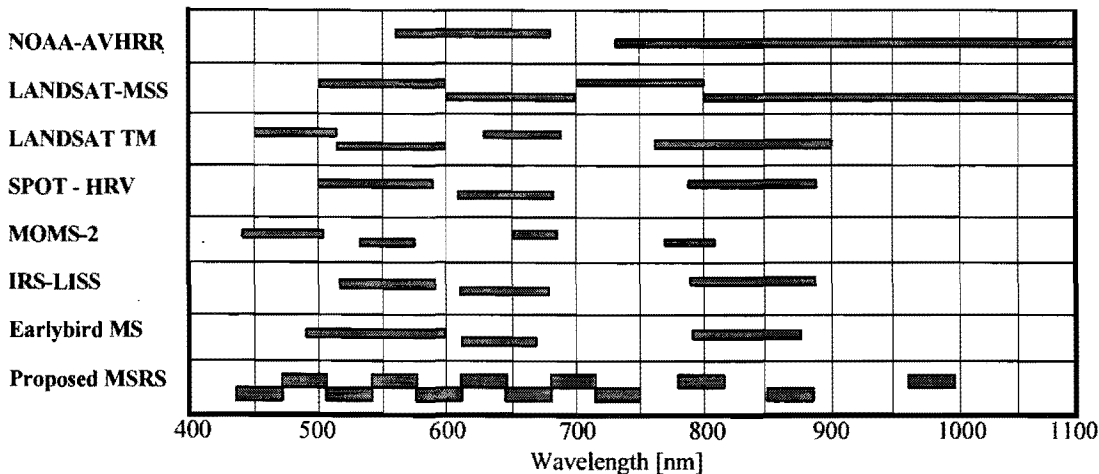 NOAA-AVHRR
LANDSAT-MSS
LANDSAT TM
SPOT - HRV
MOMS-2
IRS-LISS
Earlybird MS
Proposed MSRS
400 500 600 700 800 900 1000 1100
Wavelength [nm]